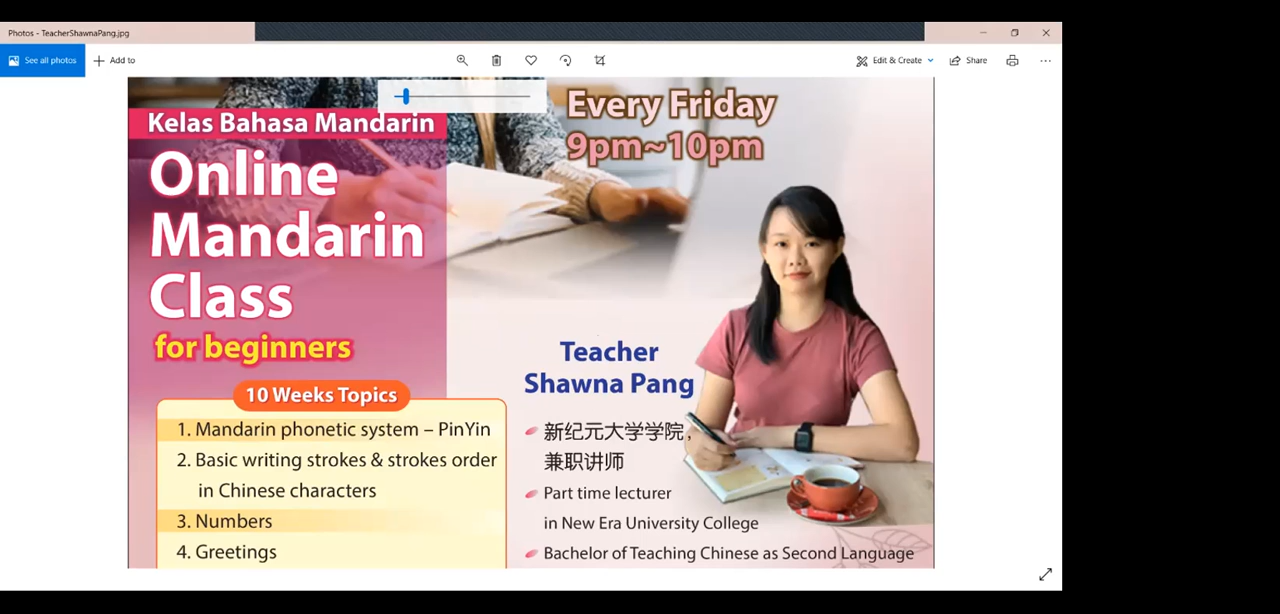 Photos - TeacherShawnaPang.jpg
See all photos
Add to
Edit & Create
Share
Every Friday
9pm~10pm
Kelas Bahasa Mandarin
Online
Mandarin
Class
for beginners
10 Weeks Topics
1. Mandarin phonetic system – PinYin
2. Basic writing strokes & strokes order
in Chinese characters
3. Numbers
4. Greetings
Teacher
Shawna Pang
新纪元大学学院,
兼职讲师
Part time lecturer
in New Era University College
Bachelor of Teaching Chinese as Second Language